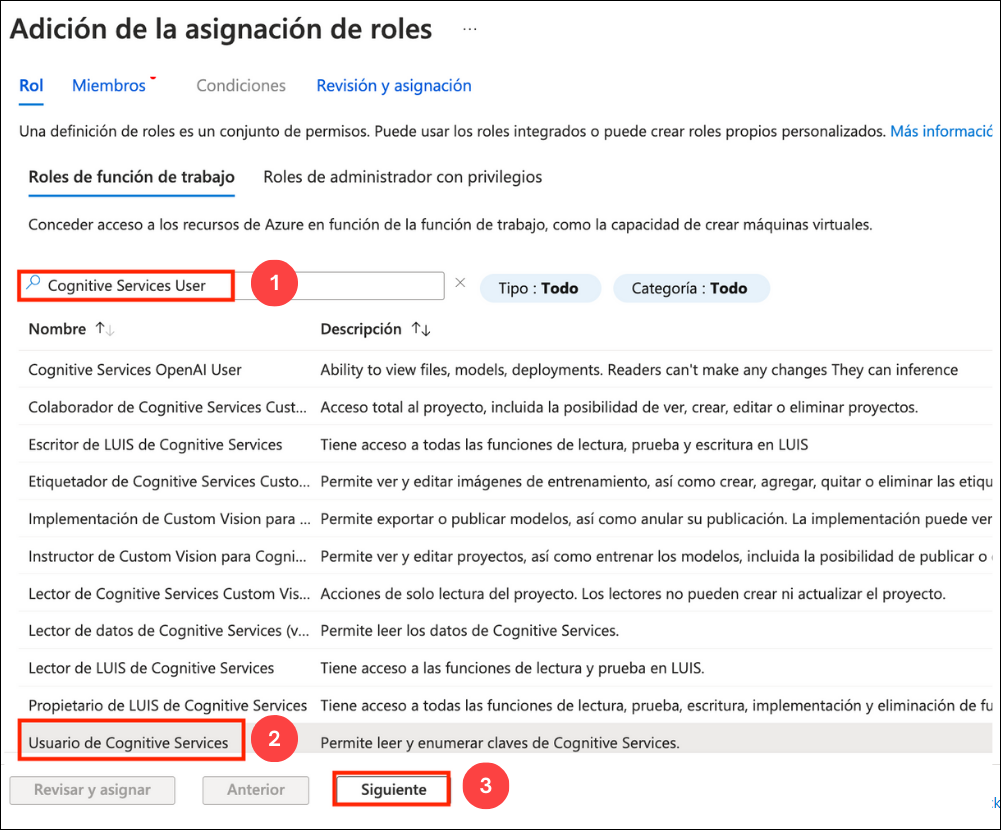 Adición de la asignación de roles ...
Rol Miembros Condiciones Revisión y asignación
Una definición de roles es un conjunto de permisos. Puede usar los roles integrados o puede crear roles propios personalizados. Más informació
Roles de función de trabajo Roles de administrador con privilegios
Conceder acceso a los recursos de Azure en función de la función de trabajo, como la capacidad de crear máquinas virtuales.
Cognitive Services User 1 × Tipo : Todo Categoría : Todo
Nombre ↑↓ Descripción ↑↓
Cognitive Services OpenAI User Ability to view files, models, deployments. Readers can't make any changes They can inference
Colaborador de Cognitive Services Cust... Acceso total al proyecto, incluida la posibilidad de ver, crear, editar o eliminar proyectos.
Escritor de LUIS de Cognitive Services Tiene acceso a todas las funciones de lectura, prueba y escritura en LUIS
Etiquetador de Cognitive Services Custo... Permite ver y editar imágenes de entrenamiento, así como crear, agregar, quitar o eliminar las etiqu
Implementación de Custom Vision para ... Permite exportar o publicar modelos, así como anular su publicación. La implementación puede ver
Instructor de Custom Vision para Cogni... Permite ver y editar proyectos, así como entrenar los modelos, incluida la posibilidad de publicar o
Lector de Cognitive Services Custom Vis... Acciones de solo lectura del proyecto. Los lectores no pueden crear ni actualizar el proyecto.
Lector de datos de Cognitive Services (v... Permite leer los datos de Cognitive Services.
Lector de LUIS de Cognitive Services Tiene acceso a las funciones de lectura y prueba en LUIS.
Propietario de LUIS de Cognitive Services Tiene acceso a todas las funciones de lectura, prueba, escritura, implementación y eliminación de fu
Usuario de Cognitive Services 2 Permite leer y enumerar claves de Cognitive Services.
Revisar y asignar Anterior Siguiente 3
k